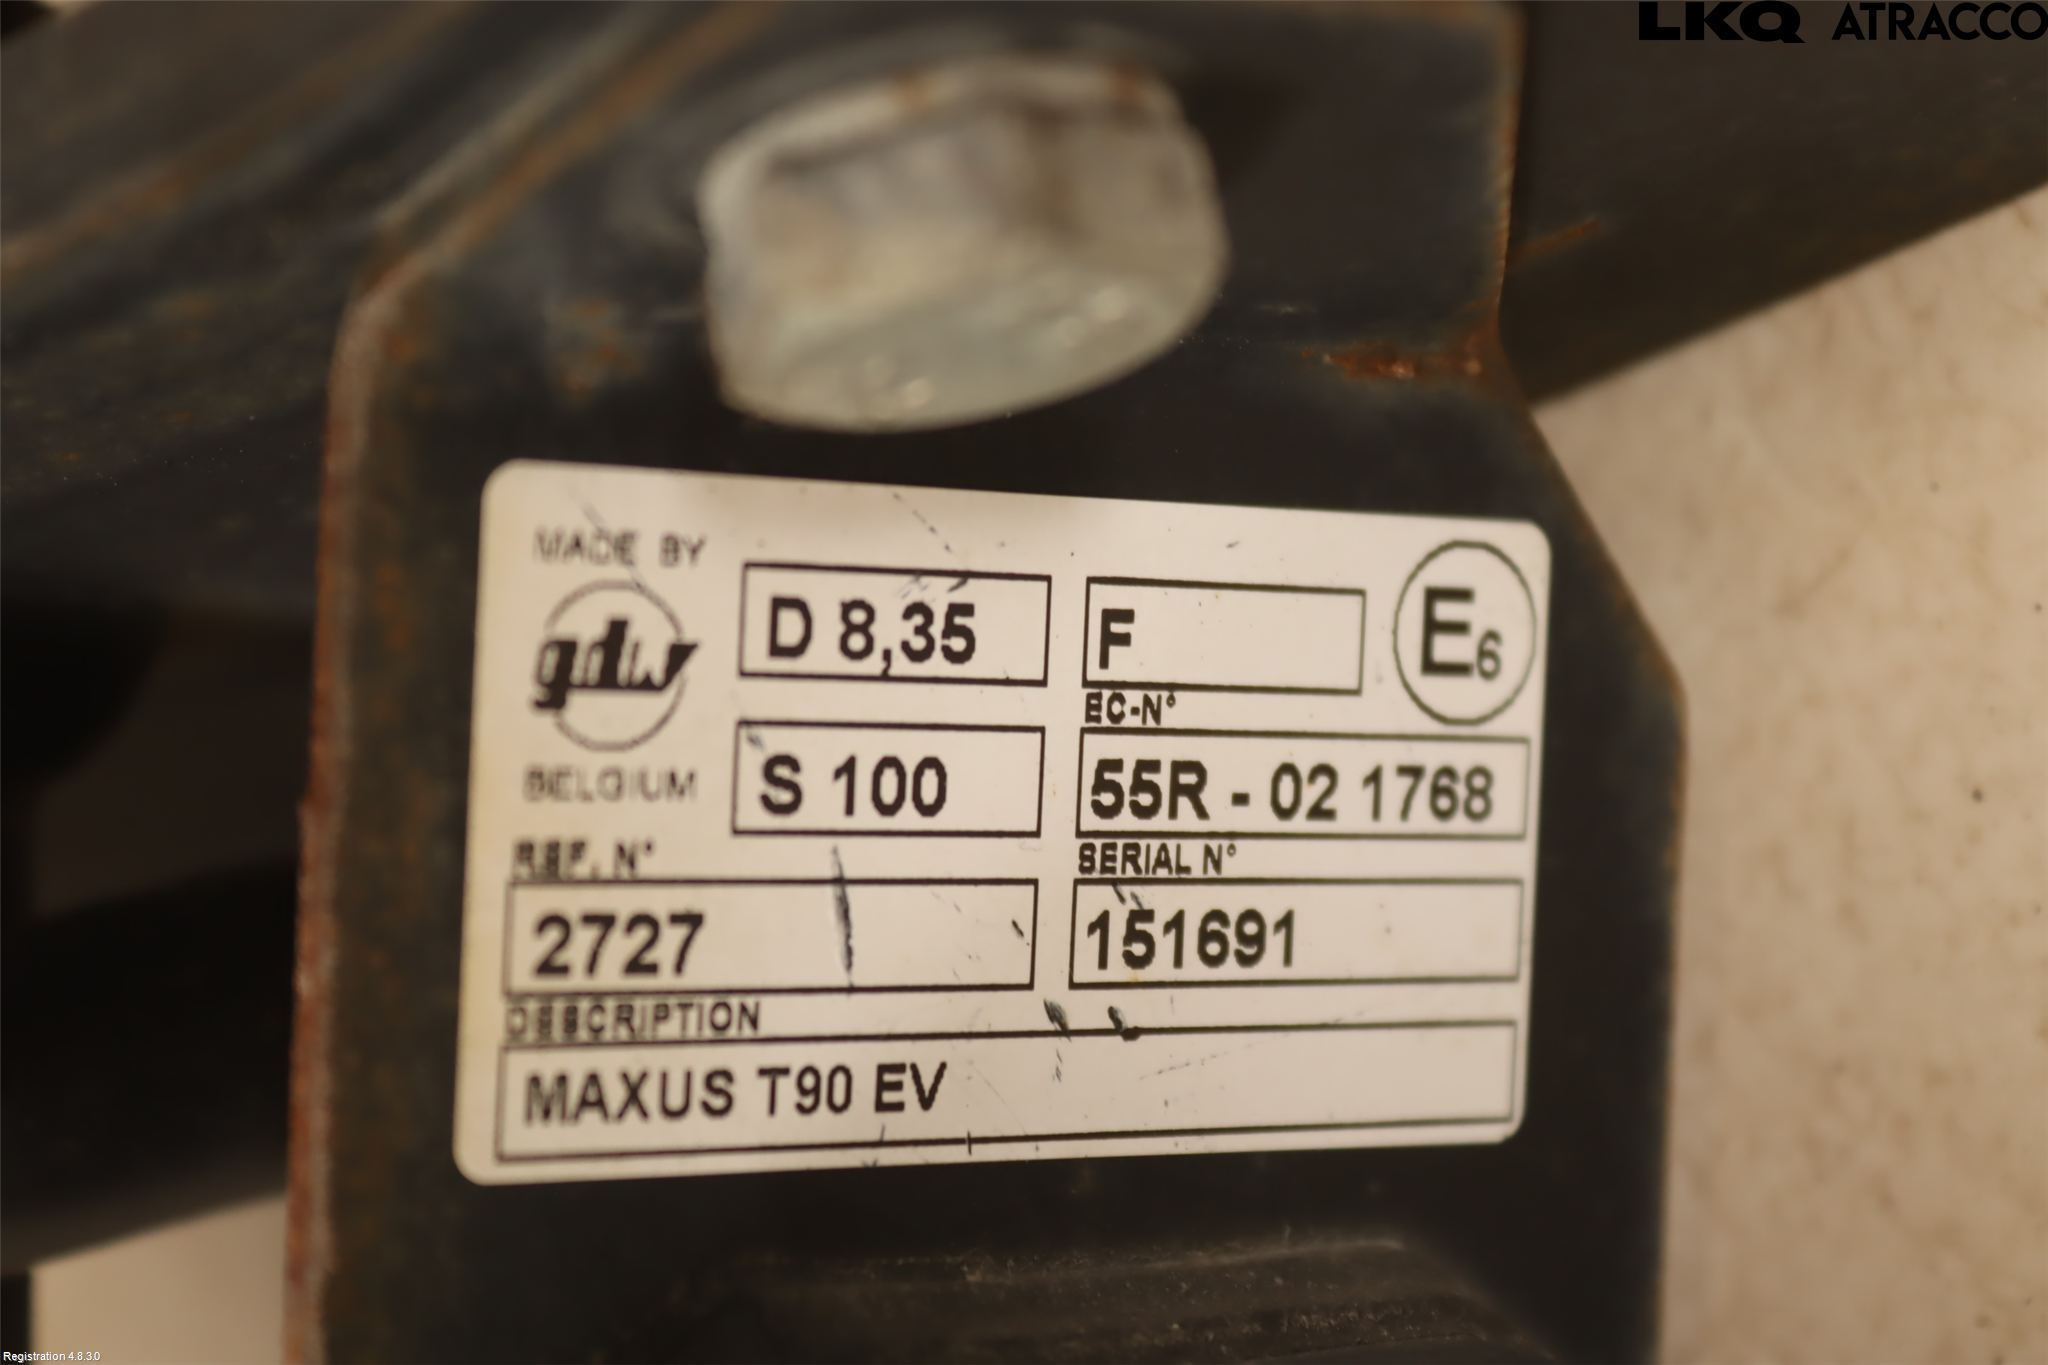 LKQ ATRACCO
MADE BY
gdw
BELGIUM
D 8,35
F
E6
S 100
EC-N°
55R - 02 1768
REF. N°
2727
SERIAL N°
151691
DESCRIPTION
MAXUS T90 EV
Registration 4.8.3.0